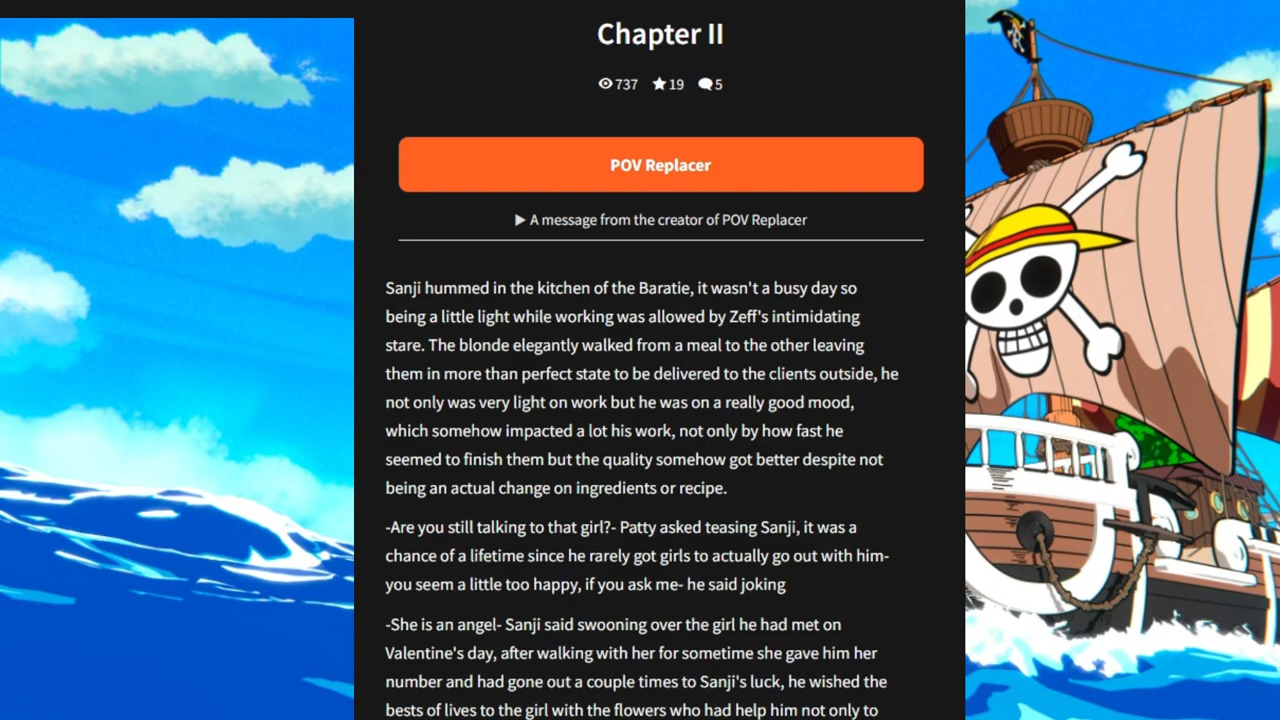 Chapter II
737 19 5
POV Replacer
▶ A message from the creator of POV Replacer
Sanji hummed in the kitchen of the Baratie, it wasn't a busy day so
being a little light while working was allowed by Zeff's intimidating
stare. The blonde elegantly walked from a meal to the other leaving
them in more than perfect state to be delivered to the clients outside, he
not only was very light on work but he was on a really good mood,
which somehow impacted a lot his work, not only by how fast he
seemed to finish them but the quality somehow got better despite not
being an actual change on ingredients or recipe.
-Are you still talking to that girl?- Patty asked teasing Sanji, it was a
chance of a lifetime since he rarely got girls to actually go out with him-
you seem a little too happy, if you ask me- he said joking
-She is an angel- Sanji said swooning over the girl he had met on
Valentine's day, after walking with her for sometime she gave him her
number and had gone out a couple times to Sanji's luck, he wished the
bests of lives to the girl with the flowers who had help him not only to